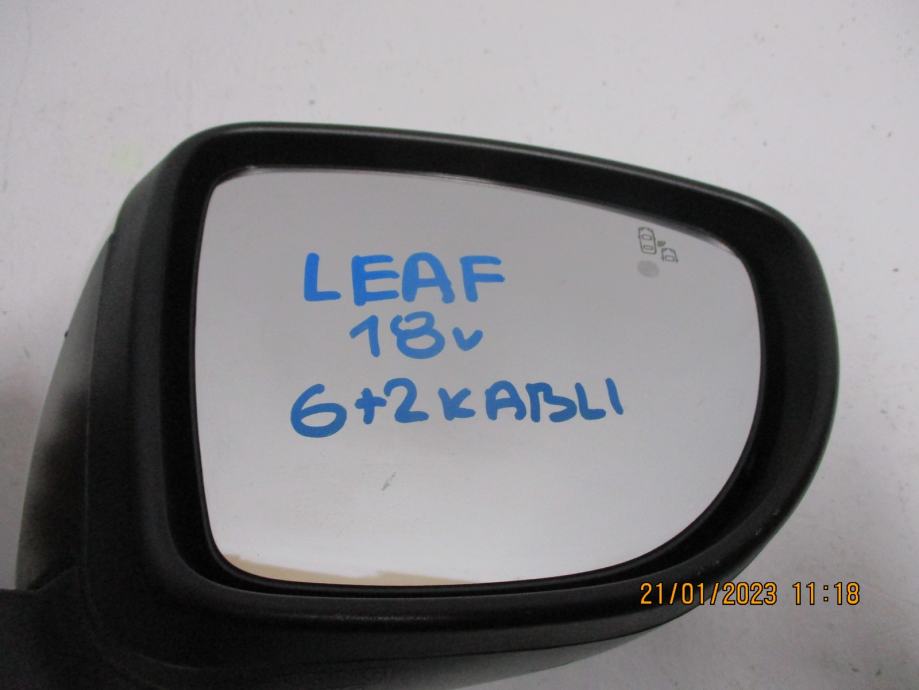 LEAF
18v
6+2KABLI
21/01/2023 11:18